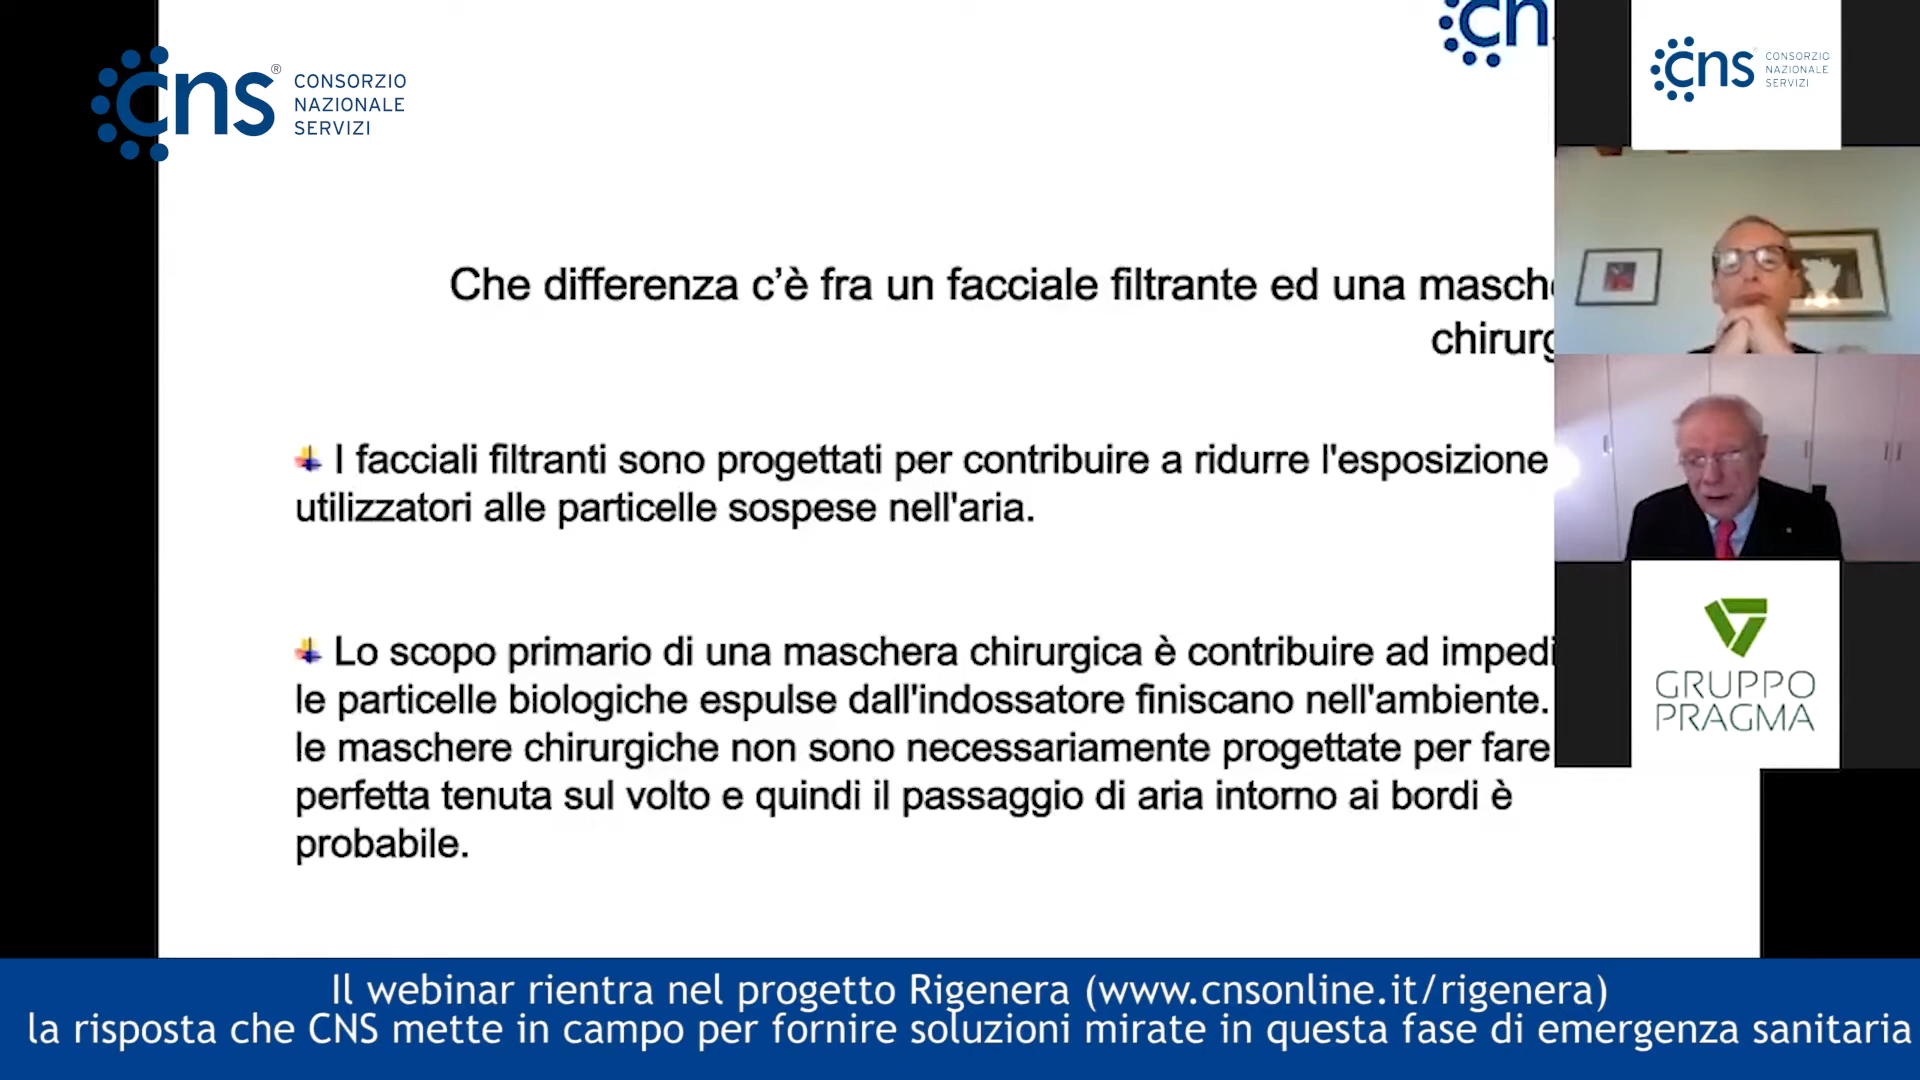 cns® CONSORZIO
NAZIONALE
SERVIZI
cns CONSORZIO
NAZIONALE
SERVIZI
Che differenza c'è fra un facciale filtrante ed una
I facciali filtranti sono progettati per contribuire a ridurre l'esposizione
utilizzatori alle particelle sospese nell'aria.
Lo scopo primario di una maschera chirurgica è contribuire ad
le particelle biologiche espulse dall'indossatore finiscano nell'ambiente.
le maschere chirurgiche non sono necessariamente progettate per fare
perfetta tenuta sul volto e quindi il passaggio di aria intorno ai bordi è
probabile.
GRUPPO
PRAGMA
Il webinar rientra nel progetto Rigenera (www.cnsonline.it/rigenera)
la risposta che CNS mette in campo per fornire soluzioni mirate in questa fase di emergenza sanitaria